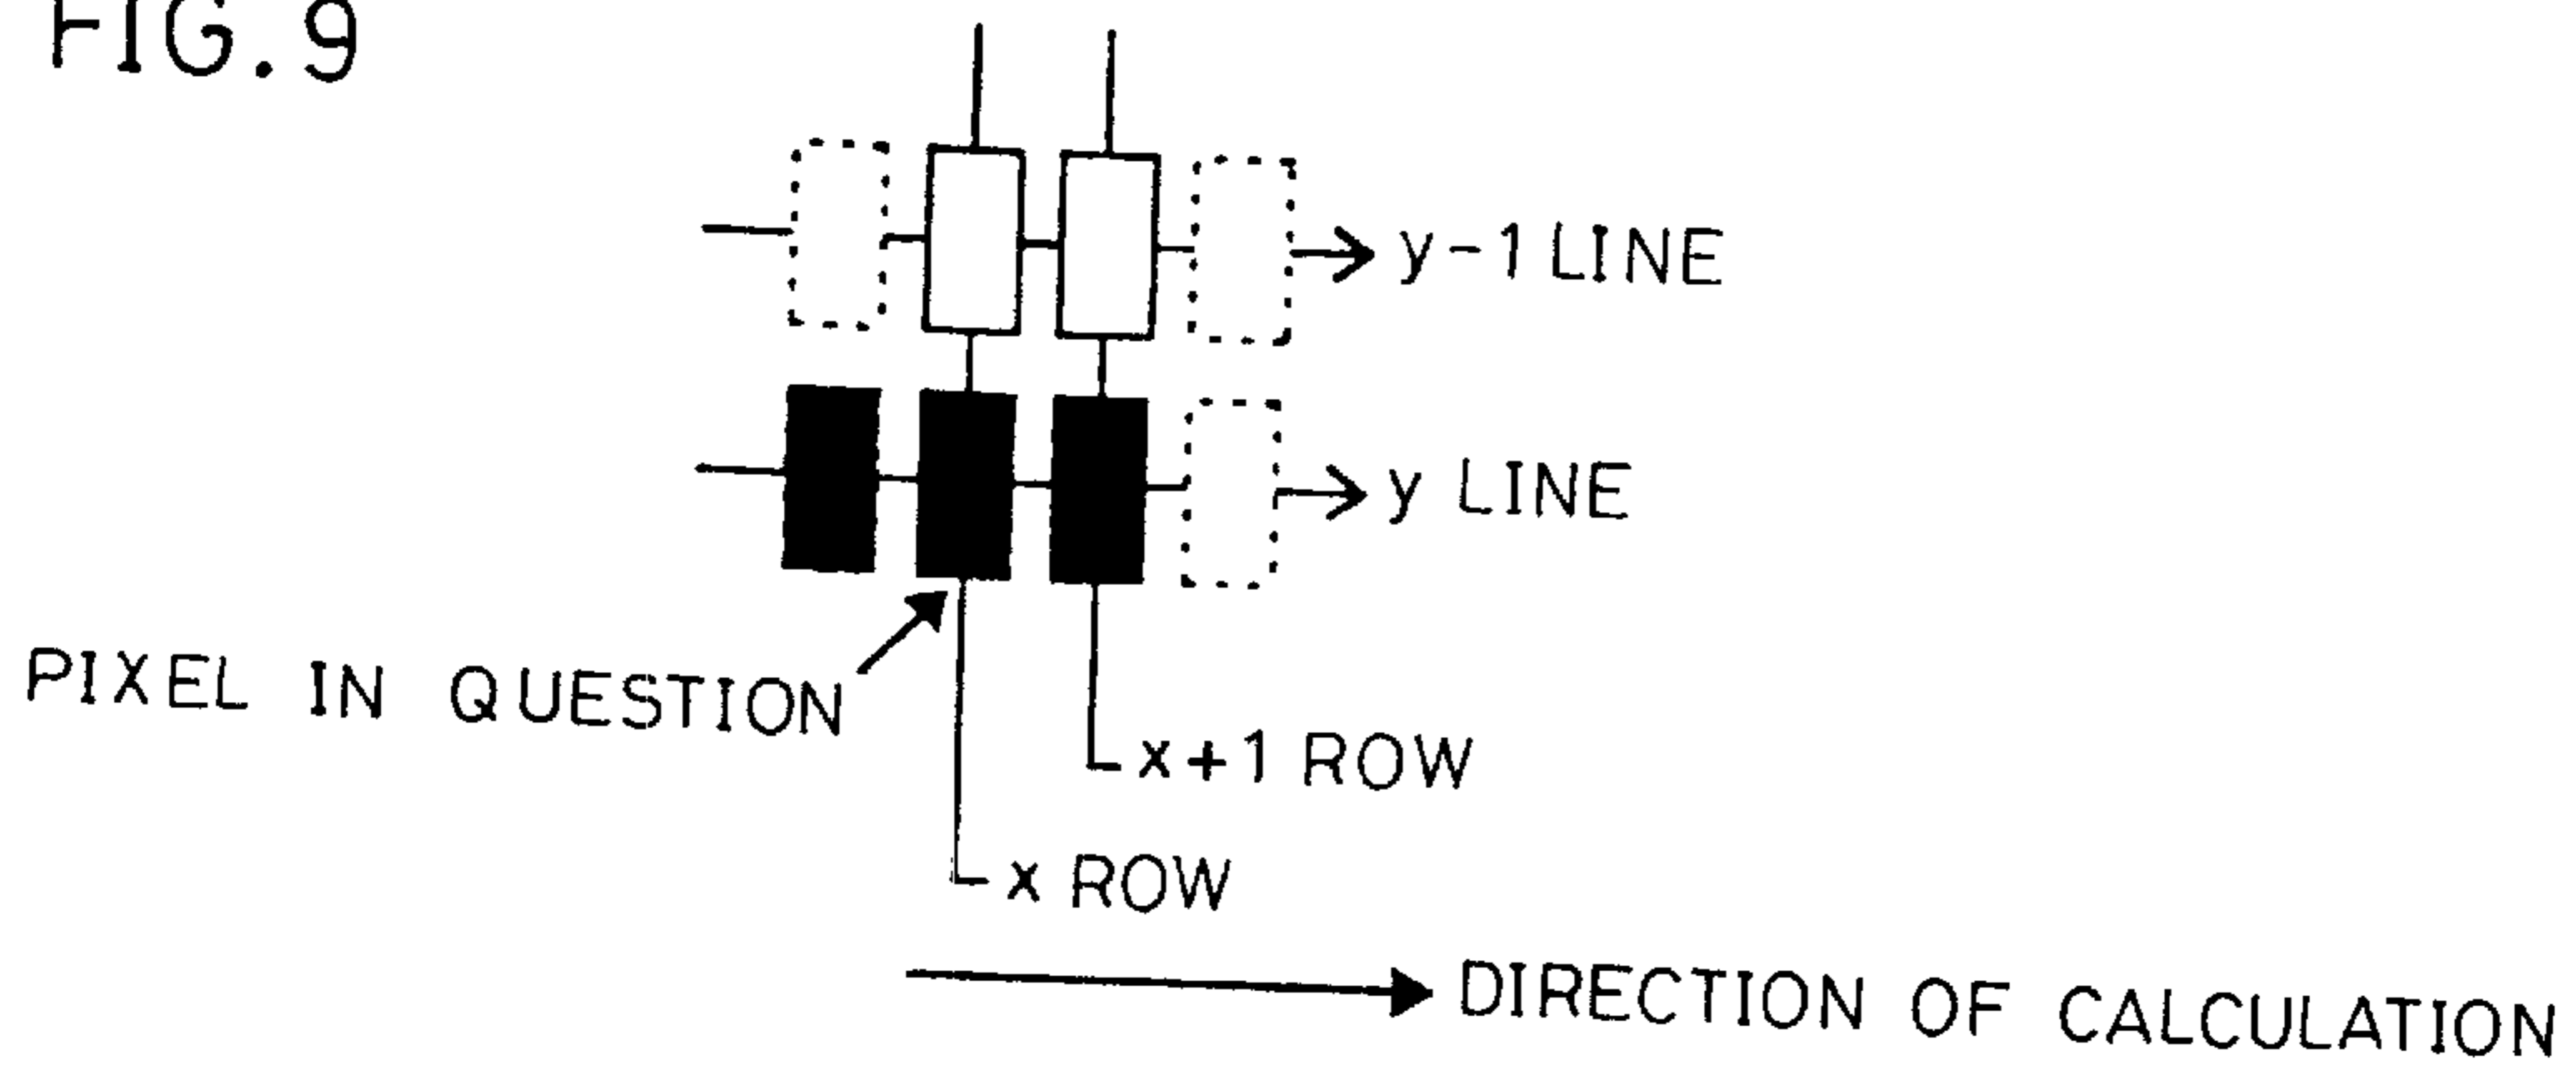 FIG.9
y-1 LINE
y LINE
PIXEL IN QUESTION
x+1 ROW
x ROW
DIRECTION OF CALCULATION